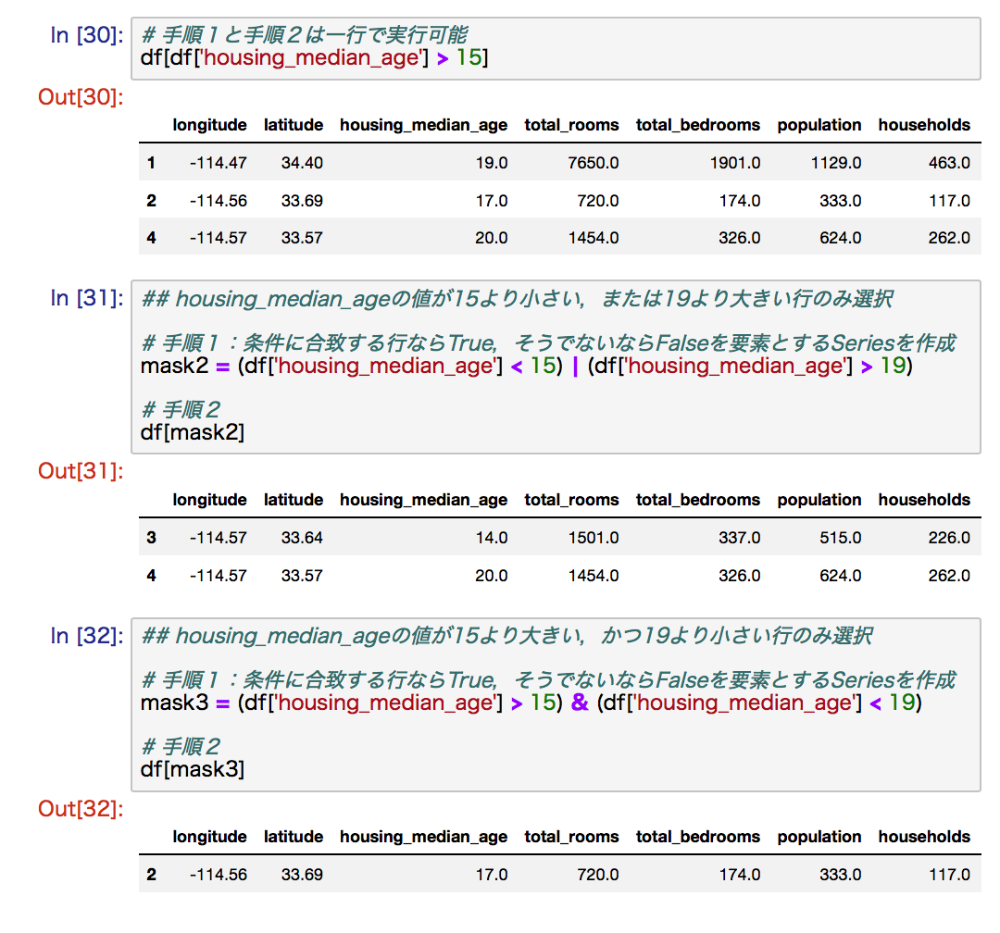 In [30]:
# 手順１と手順２は一行で実行可能
df[df['housing_median_age'] > 15]
Out[30]:
longitude latitude housing_median_age total_rooms total_bedrooms population households
1 -114.47 34.40 19.0 7650.0 1901.0 1129.0 463.0
2 -114.56 33.69 17.0 720.0 174.0 333.0 117.0
4 -114.57 33.57 20.0 1454.0 326.0 624.0 262.0
In [31]:
## housing_median_ageの値が15より小さい，または19より大きい行のみ選択
# 手順１：条件に合致する行ならTrue，そうでないならFalseを要素とするSeriesを作成
mask2 = (df['housing_median_age'] < 15) | (df['housing_median_age'] > 19)
# 手順２
df[mask2]
Out[31]:
longitude latitude housing_median_age total_rooms total_bedrooms population households
3 -114.57 33.64 14.0 1501.0 337.0 515.0 226.0
4 -114.57 33.57 20.0 1454.0 326.0 624.0 262.0
In [32]:
## housing_median_ageの値が15より大きい，かつ19より小さい行のみ選択
# 手順１：条件に合致する行ならTrue，そうでないならFalseを要素とするSeriesを作成
mask3 = (df['housing_median_age'] > 15) & (df['housing_median_age'] < 19)
# 手順２
df[mask3]
Out[32]:
longitude latitude housing_median_age total_rooms total_bedrooms population households
2 -114.56 33.69 17.0 720.0 174.0 333.0 117.0